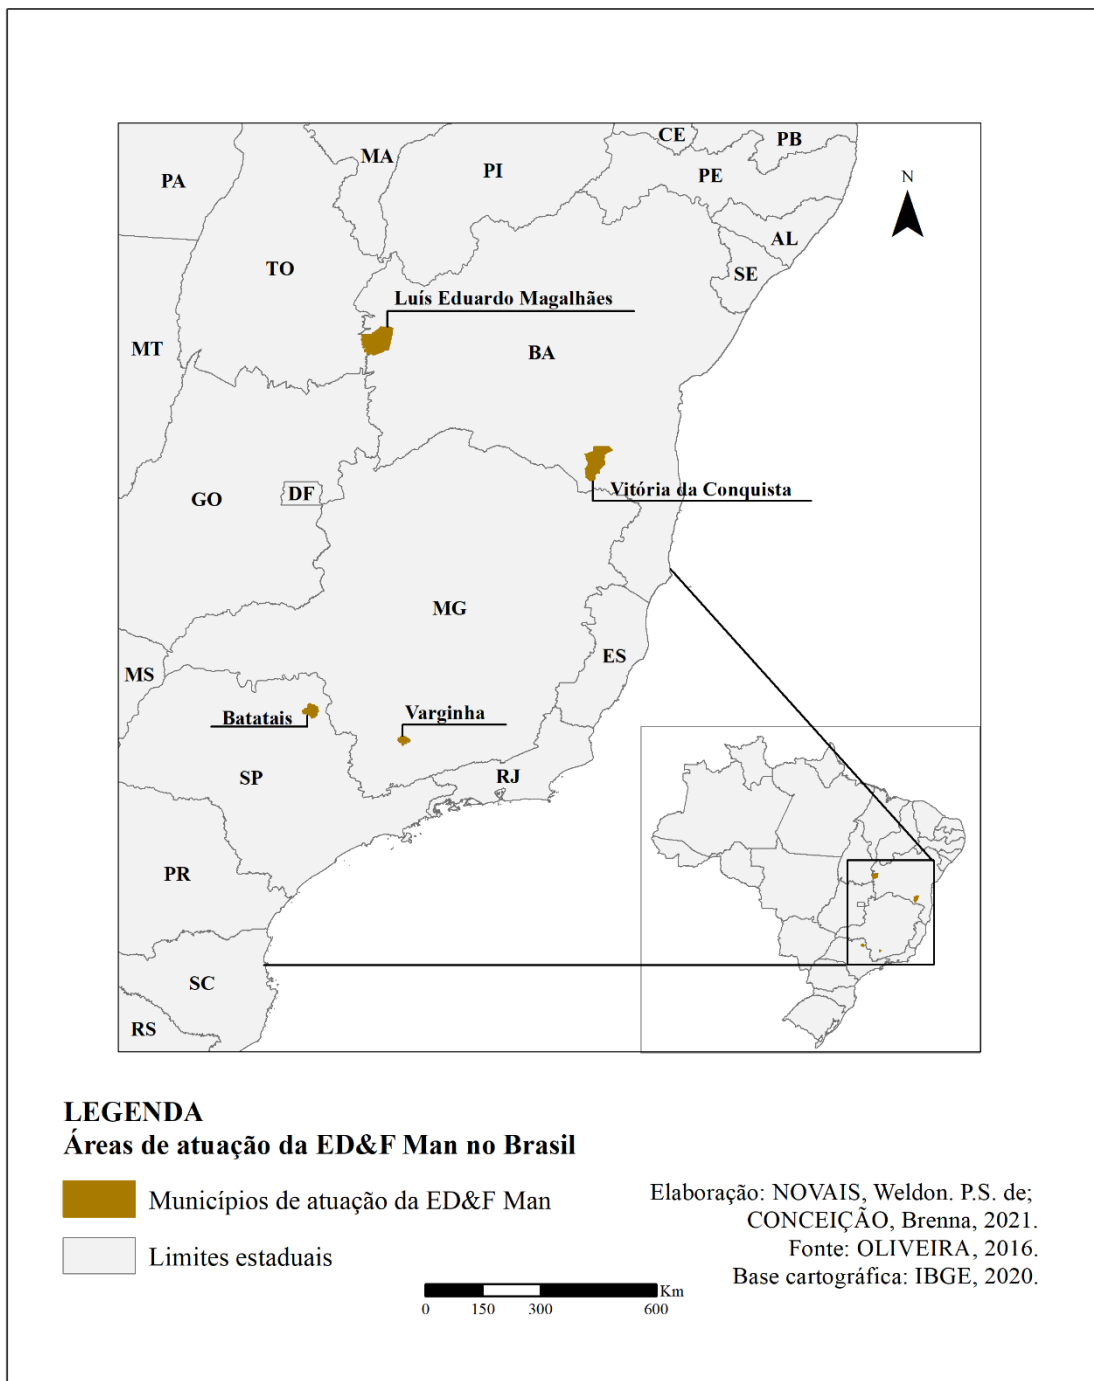 CE
PB
MA
PI
PE
PA
N
AL
TO
SE
Luís Eduardo Magalhães
MT
BA
Vitória da Conquista
DF
GO
MG
ES
MS
Batatais
Varginha
SP
RJ
PR
SC
RS
LEGENDA
Áreas de atuação da ED&F Man no Brasil
Municípios de atuação da ED&F Man
Limites estaduais
Elaboração: NOVAIS, Weldon. P.S. de;
CONCEIÇÃO, Brenna, 2021.
Fonte: OLIVEIRA, 2016.
Base cartográfica: IBGE, 2020.
Km
0 150 300 600